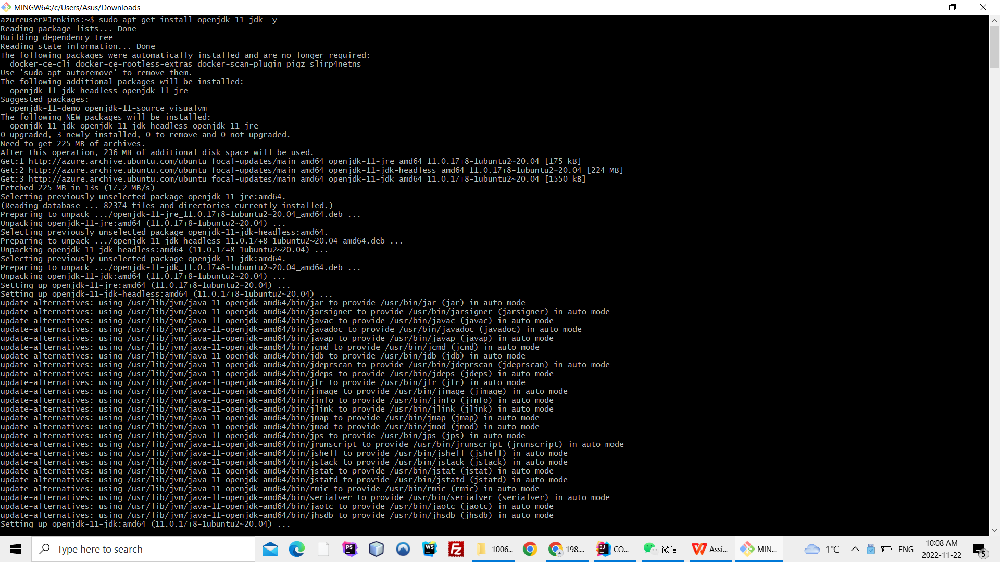 MINGW64:/c/Users/Asus/Downloads
azureuser@Jenkins:~$ sudo apt-get install openjdk-11-jdk -y
Reading package lists... Done
Building dependency tree
Reading state information... Done
The following packages were automatically installed and are no longer required:
  docker-ce-cli docker-ce-rootless-extras docker-scan-plugin pigz slirp4netns
Use 'sudo apt autoremove' to remove them.
The following additional packages will be installed:
  openjdk-11-jdk-headless openjdk-11-jre
Suggested packages:
  openjdk-11-demo openjdk-11-source visualvm
The following NEW packages will be installed:
  openjdk-11-jdk openjdk-11-jdk-headless openjdk-11-jre
0 upgraded, 3 newly installed, 0 to remove and 0 not upgraded.
Need to get 225 MB of archives.
After this operation, 236 MB of additional disk space will be used.
Get:1 http://azure.archive.ubuntu.com/ubuntu focal-updates/main amd64 openjdk-11-jre amd64 11.0.17+8-1ubuntu2~20.04 [175 kB]
Get:2 http://azure.archive.ubuntu.com/ubuntu focal-updates/main amd64 openjdk-11-jdk-headless amd64 11.0.17+8-1ubuntu2~20.04 [224 MB]
Get:3 http://azure.archive.ubuntu.com/ubuntu focal-updates/main amd64 openjdk-11-jdk amd64 11.0.17+8-1ubuntu2~20.04 [1550 kB]
Fetched 225 MB in 13s (17.2 MB/s)
Selecting previously unselected package openjdk-11-jre:amd64.
(Reading database ... 82374 files and directories currently installed.)
Preparing to unpack .../openjdk-11-jre_11.0.17+8-1ubuntu2~20.04_amd64.deb ...
Unpacking openjdk-11-jre:amd64 (11.0.17+8-1ubuntu2~20.04) ...
Selecting previously unselected package openjdk-11-jdk-headless:amd64.
Preparing to unpack .../openjdk-11-jdk-headless_11.0.17+8-1ubuntu2~20.04_amd64.deb ...
Unpacking openjdk-11-jdk-headless:amd64 (11.0.17+8-1ubuntu2~20.04) ...
Selecting previously unselected package openjdk-11-jdk:amd64.
Preparing to unpack .../openjdk-11-jdk_11.0.17+8-1ubuntu2~20.04_amd64.deb ...
Unpacking openjdk-11-jdk:amd64 (11.0.17+8-1ubuntu2~20.04) ...
Setting up openjdk-11-jre:amd64 (11.0.17+8-1ubuntu2~20.04) ...
Setting up openjdk-11-jdk-headless:amd64 (11.0.17+8-1ubuntu2~20.04) ...
update-alternatives: using /usr/lib/jvm/java-11-openjdk-amd64/bin/jar to provide /usr/bin/jar (jar) in auto mode
update-alternatives: using /usr/lib/jvm/java-11-openjdk-amd64/bin/jarsigner to provide /usr/bin/jarsigner (jarsigner) in auto mode
update-alternatives: using /usr/lib/jvm/java-11-openjdk-amd64/bin/javac to provide /usr/bin/javac (javac) in auto mode
update-alternatives: using /usr/lib/jvm/java-11-openjdk-amd64/bin/javadoc to provide /usr/bin/javadoc (javadoc) in auto mode
update-alternatives: using /usr/lib/jvm/java-11-openjdk-amd64/bin/javap to provide /usr/bin/javap (javap) in auto mode
update-alternatives: using /usr/lib/jvm/java-11-openjdk-amd64/bin/jcmd to provide /usr/bin/jcmd (jcmd) in auto mode
update-alternatives: using /usr/lib/jvm/java-11-openjdk-amd64/bin/jdb to provide /usr/bin/jdb (jdb) in auto mode
update-alternatives: using /usr/lib/jvm/java-11-openjdk-amd64/bin/jdeprscan to provide /usr/bin/jdeprscan (jdeprscan) in auto mode
update-alternatives: using /usr/lib/jvm/java-11-openjdk-amd64/bin/jdeps to provide /usr/bin/jdeps (jdeps) in auto mode
update-alternatives: using /usr/lib/jvm/java-11-openjdk-amd64/bin/jfr to provide /usr/bin/jfr (jfr) in auto mode
update-alternatives: using /usr/lib/jvm/java-11-openjdk-amd64/bin/jimage to provide /usr/bin/jimage (jimage) in auto mode
update-alternatives: using /usr/lib/jvm/java-11-openjdk-amd64/bin/jinfo to provide /usr/bin/jinfo (jinfo) in auto mode
update-alternatives: using /usr/lib/jvm/java-11-openjdk-amd64/bin/jlink to provide /usr/bin/jlink (jlink) in auto mode
update-alternatives: using /usr/lib/jvm/java-11-openjdk-amd64/bin/jmap to provide /usr/bin/jmap (jmap) in auto mode
update-alternatives: using /usr/lib/jvm/java-11-openjdk-amd64/bin/jmod to provide /usr/bin/jmod (jmod) in auto mode
update-alternatives: using /usr/lib/jvm/java-11-openjdk-amd64/bin/jps to provide /usr/bin/jps (jps) in auto mode
update-alternatives: using /usr/lib/jvm/java-11-openjdk-amd64/bin/jrunscript to provide /usr/bin/jrunscript (jrunscript) in auto mode
update-alternatives: using /usr/lib/jvm/java-11-openjdk-amd64/bin/jshell to provide /usr/bin/jshell (jshell) in auto mode
update-alternatives: using /usr/lib/jvm/java-11-openjdk-amd64/bin/jstack to provide /usr/bin/jstack (jstack) in auto mode
update-alternatives: using /usr/lib/jvm/java-11-openjdk-amd64/bin/jstat to provide /usr/bin/jstat (jstat) in auto mode
update-alternatives: using /usr/lib/jvm/java-11-openjdk-amd64/bin/jstatd to provide /usr/bin/jstatd (jstatd) in auto mode
update-alternatives: using /usr/lib/jvm/java-11-openjdk-amd64/bin/rmic to provide /usr/bin/rmic (rmic) in auto mode
update-alternatives: using /usr/lib/jvm/java-11-openjdk-amd64/bin/serialver to provide /usr/bin/serialver (serialver) in auto mode
update-alternatives: using /usr/lib/jvm/java-11-openjdk-amd64/bin/jaotc to provide /usr/bin/jaotc (jaotc) in auto mode
update-alternatives: using /usr/lib/jvm/java-11-openjdk-amd64/bin/jhsdb to provide /usr/bin/jhsdb (jhsdb) in auto mode
Setting up openjdk-11-jdk:amd64 (11.0.17+8-1ubuntu2~20.04) ...
Type here to search
PS
WS
FZ
1006...
198....
IJ
CO...
微信
Assi...
MIN...
1°C
ENG
10:08 AM
2022-11-22
5